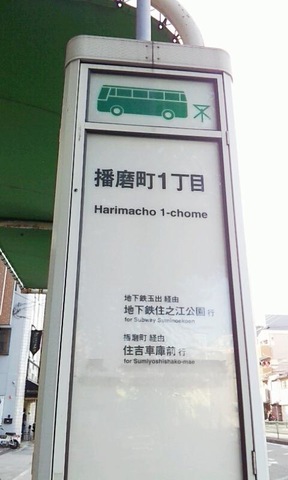 播磨町1丁目
Harimacho 1-chome
地下鉄玉出 経由
地下鉄住之江公園 行
for Subway Suminoekoen
播磨町 経由
住吉車庫前 行
for Sumiyoshishako-mae